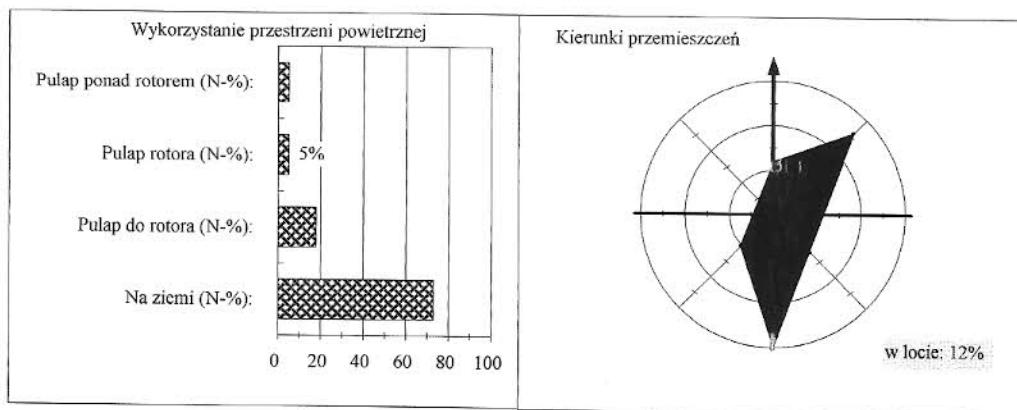 Wykorzystanie przestrzeni powietrznej
Pulap ponad rotorem (N-%):
Pulap rotora (N-%):
5%
Pulap do rotora (N-%):
Na ziemi (N-%):
0 20 40 60 80 100
Kierunki przemieszczeń
w locie: 12%